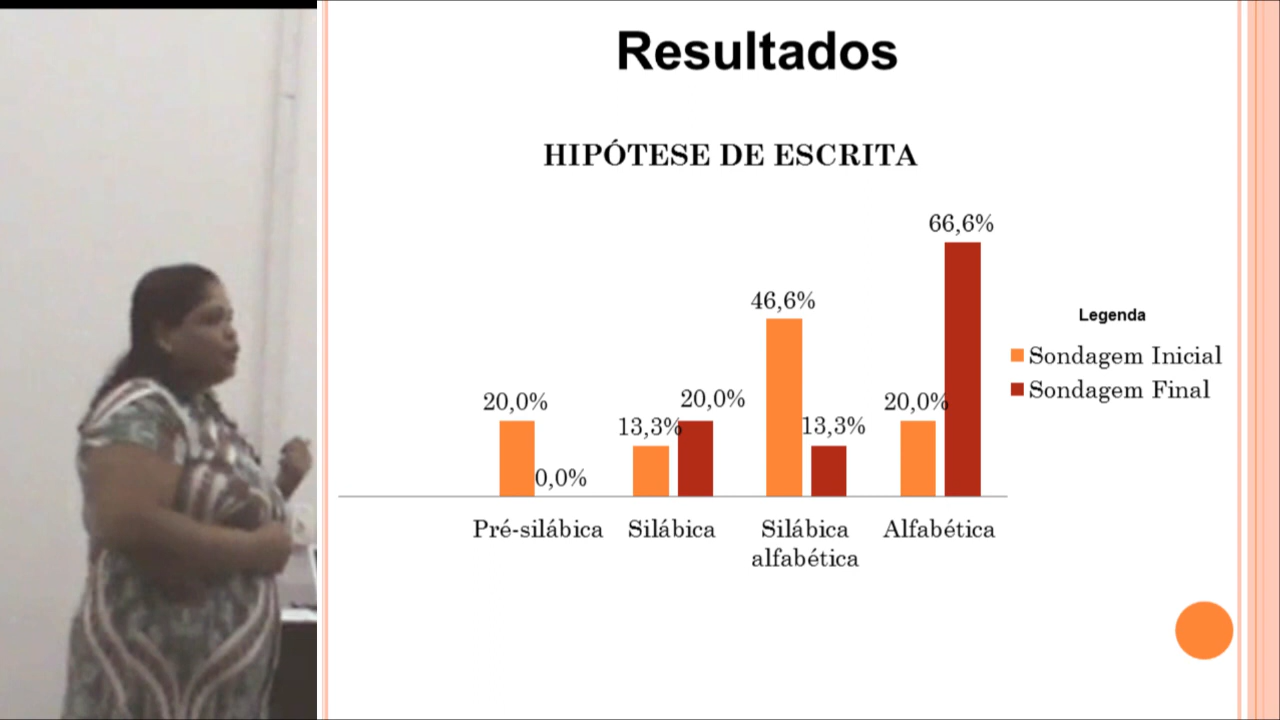 Resultados
HIPÓTESE DE ESCRITA
66,6%
46,6%
20,0%
0,0%
13,3%
20,0%
13,3%
20,0%
Legenda
Sondagem Inicial
Sondagem Final
Pré-silábica
Silábica
Silábica
alfabética
Alfabética